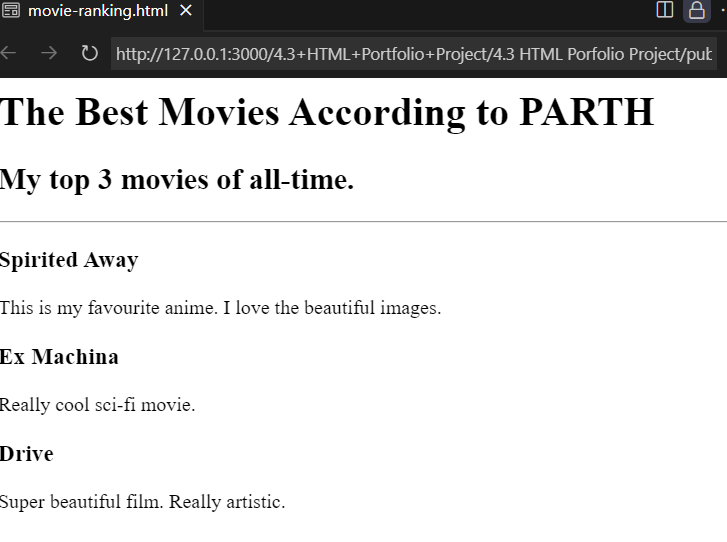 movie-ranking.html
http://127.0.0.1:3000/4.3+HTML+Portfolio+Project/4.3 HTML Porfolio Project/pub
The Best Movies According to PARTH
My top 3 movies of all-time.
Spirited Away
This is my favourite anime. I love the beautiful images.
Ex Machina
Really cool sci-fi movie.
Drive
Super beautiful film. Really artistic.